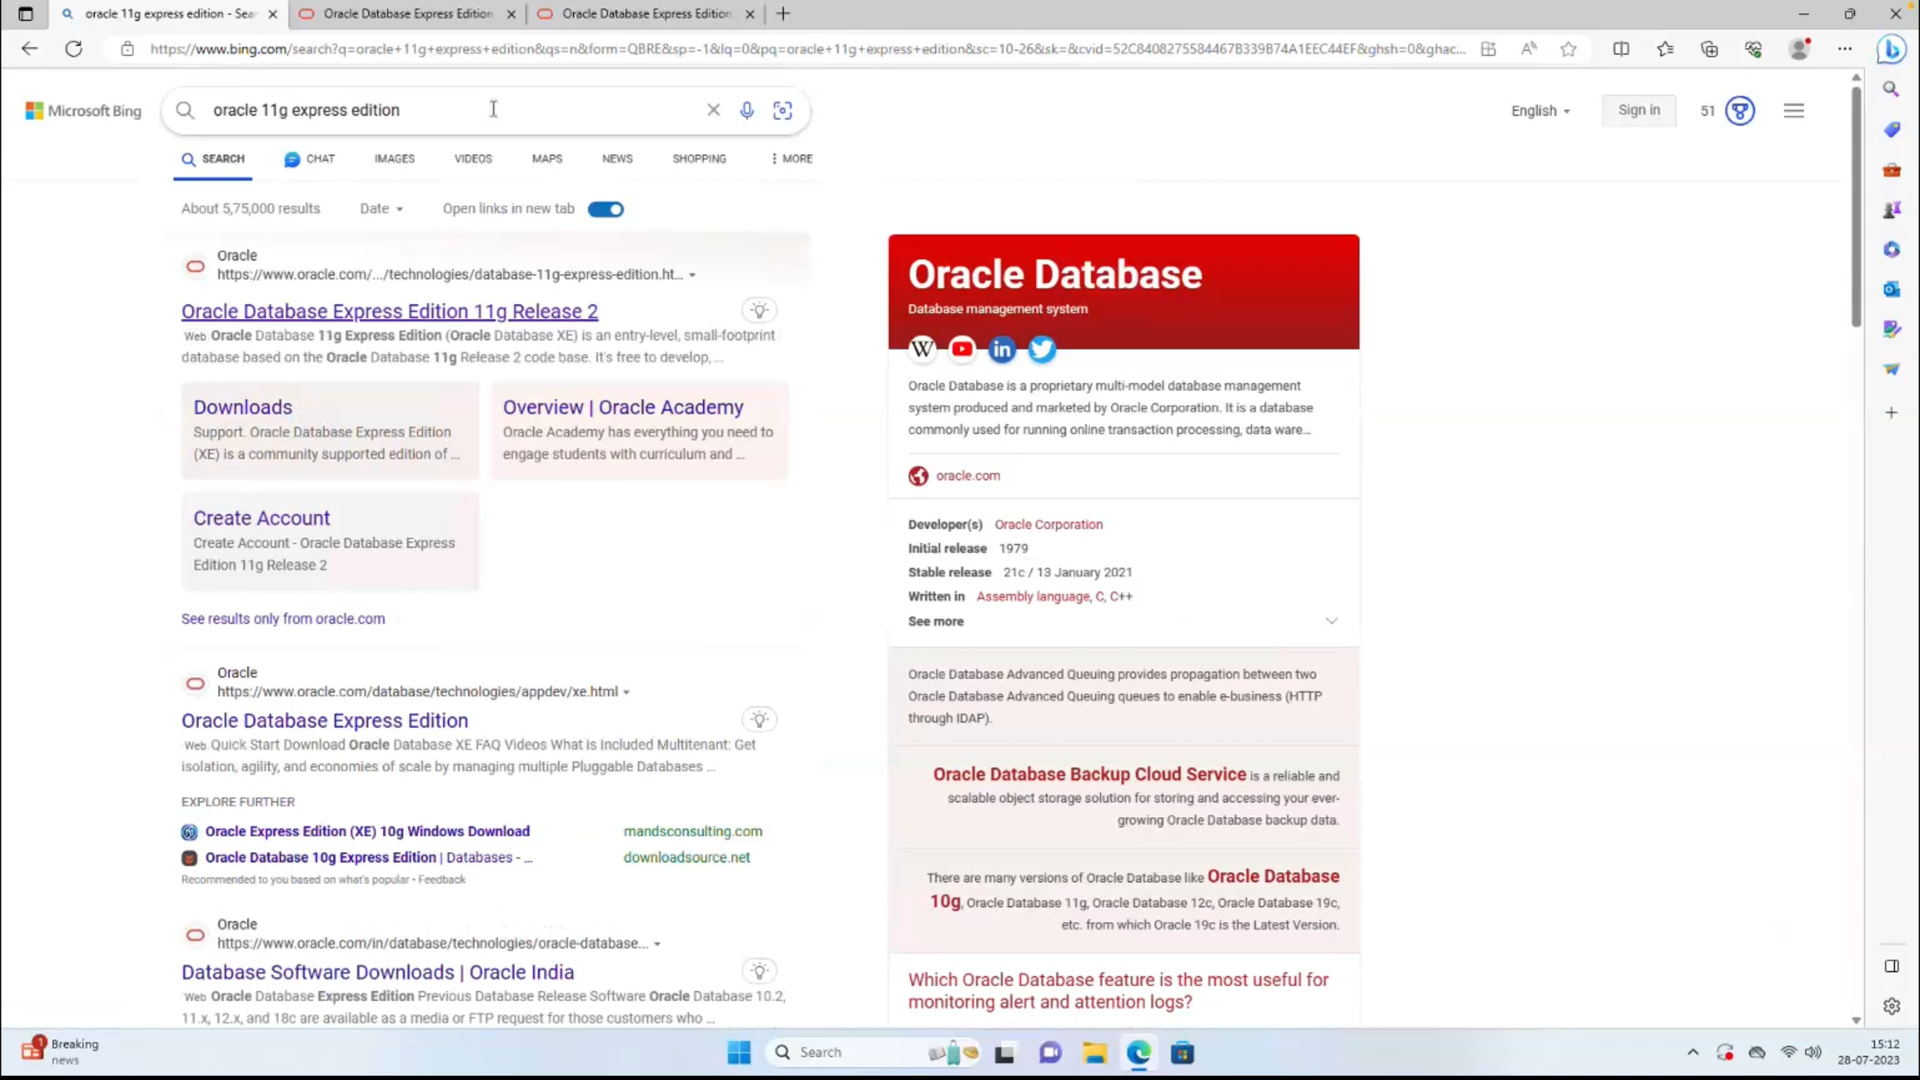 oracle 11g express edition - Sear
Oracle Database Express Edition
Oracle Database Express Edition
https://www.bing.com/search?q=oracle+11g+express+edition&qs=n&form=QBRE&sp=-1&lq=0&pq=oracle+11g+express+edition&sc=10-26&sk=&cvid=52C8408275584467B339B74A1EEC44EF&ghsh=0&ghac...
Microsoft Bing
oracle 11g express edition
English
Sign in
51
SEARCH
CHAT
IMAGES
VIDEOS
MAPS
NEWS
SHOPPING
MORE
About 5,75,000 results
Date
Open links in new tab
Oracle
https://www.oracle.com/.../technologies/database-11g-express-edition.ht...
Oracle Database Express Edition 11g Release 2
Web Oracle Database 11g Express Edition (Oracle Database XE) is an entry-level, small-footprint
database based on the Oracle Database 11g Release 2 code base. It's free to develop, ...
Downloads
Support. Oracle Database Express Edition
(XE) is a community supported edition of ...
Overview | Oracle Academy
Oracle Academy has everything you need to
engage students with curriculum and ...
Create Account
Create Account - Oracle Database Express
Edition 11g Release 2
See results only from oracle.com
Oracle
https://www.oracle.com/database/technologies/appdev/xe.html
Oracle Database Express Edition
Web Quick Start Download Oracle Database XE FAQ Videos What is Included Multitenant: Get
isolation, agility, and economies of scale by managing multiple Pluggable Databases ...
EXPLORE FURTHER
Oracle Express Edition (XE) 10g Windows Download
mandsconsulting.com
Oracle Database 10g Express Edition | Databases - ...
downloadsource.net
Recommended to you based on what's popular • Feedback
Oracle
https://www.oracle.com/in/database/technologies/oracle-database...
Database Software Downloads | Oracle India
Web Oracle Database Express Edition Previous Database Release Software Oracle Database 10.2,
11.x, 12.x, and 18c are available as a media or FTP request for those customers who ...
Oracle Database
Database management system
W
in
Oracle Database is a proprietary multi-model database management
system produced and marketed by Oracle Corporation. It is a database
commonly used for running online transaction processing, data ware...
oracle.com
Developer(s) Oracle Corporation
Initial release 1979
Stable release 21c / 13 January 2021
Written in Assembly language, C, C++
See more
Oracle Database Advanced Queuing provides propagation between two
Oracle Database Advanced Queuing queues to enable e-business (HTTP
through IDAP).
Oracle Database Backup Cloud Service is a reliable and
scalable object storage solution for storing and accessing your ever-
growing Oracle Database backup data.
There are many versions of Oracle Database like Oracle Database
10g, Oracle Database 11g, Oracle Database 12c, Oracle Database 19c,
etc. from which Oracle 19c is the Latest Version.
Which Oracle Database feature is the most useful for
monitoring alert and attention logs?
1
Breaking
news
Search
15:12
28-07-2023